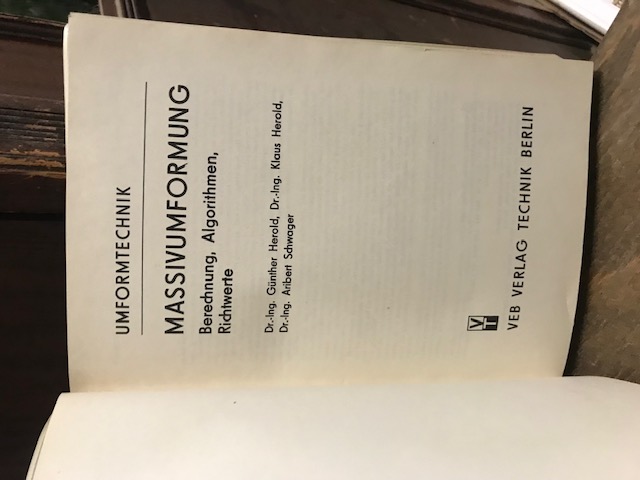 UMFORMTECHNIK
MASSIVUMFORMUNG
Berechnung, Algorithmen,
Richtwerte
Dr.-Ing. Günther Herold, Dr.-Ing. Klaus Herold,
Dr.-Ing. Aribert Schwager
VT
VEB VERLAG TECHNIK BERLIN